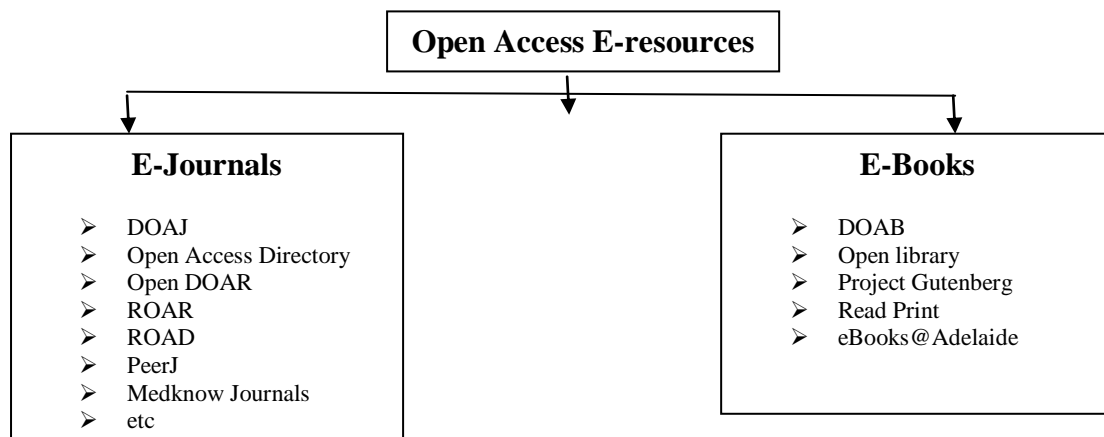 Open Access E-resources
E-Journals
➢ DOAJ
➢ Open Access Directory
➢ Open DOAR
➢ ROAR
➢ ROAD
➢ PeerJ
➢ Medknow Journals
➢ etc
E-Books
➢ DOAB
➢ Open library
➢ Project Gutenberg
➢ Read Print
➢ eBooks@Adelaide